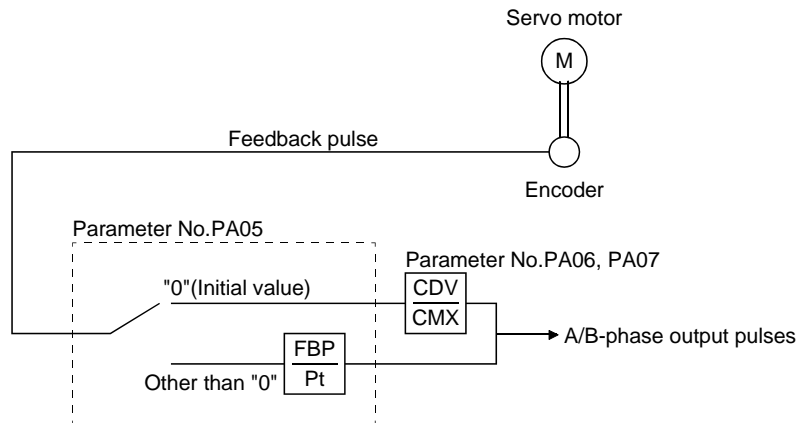 Servo motor
M
Feedback pulse
Encoder
Parameter No.PA05
Parameter No.PA06, PA07
"0"(Initial value)
CDV
CMX
A/B-phase output pulses
FBP
Pt
Other than "0"